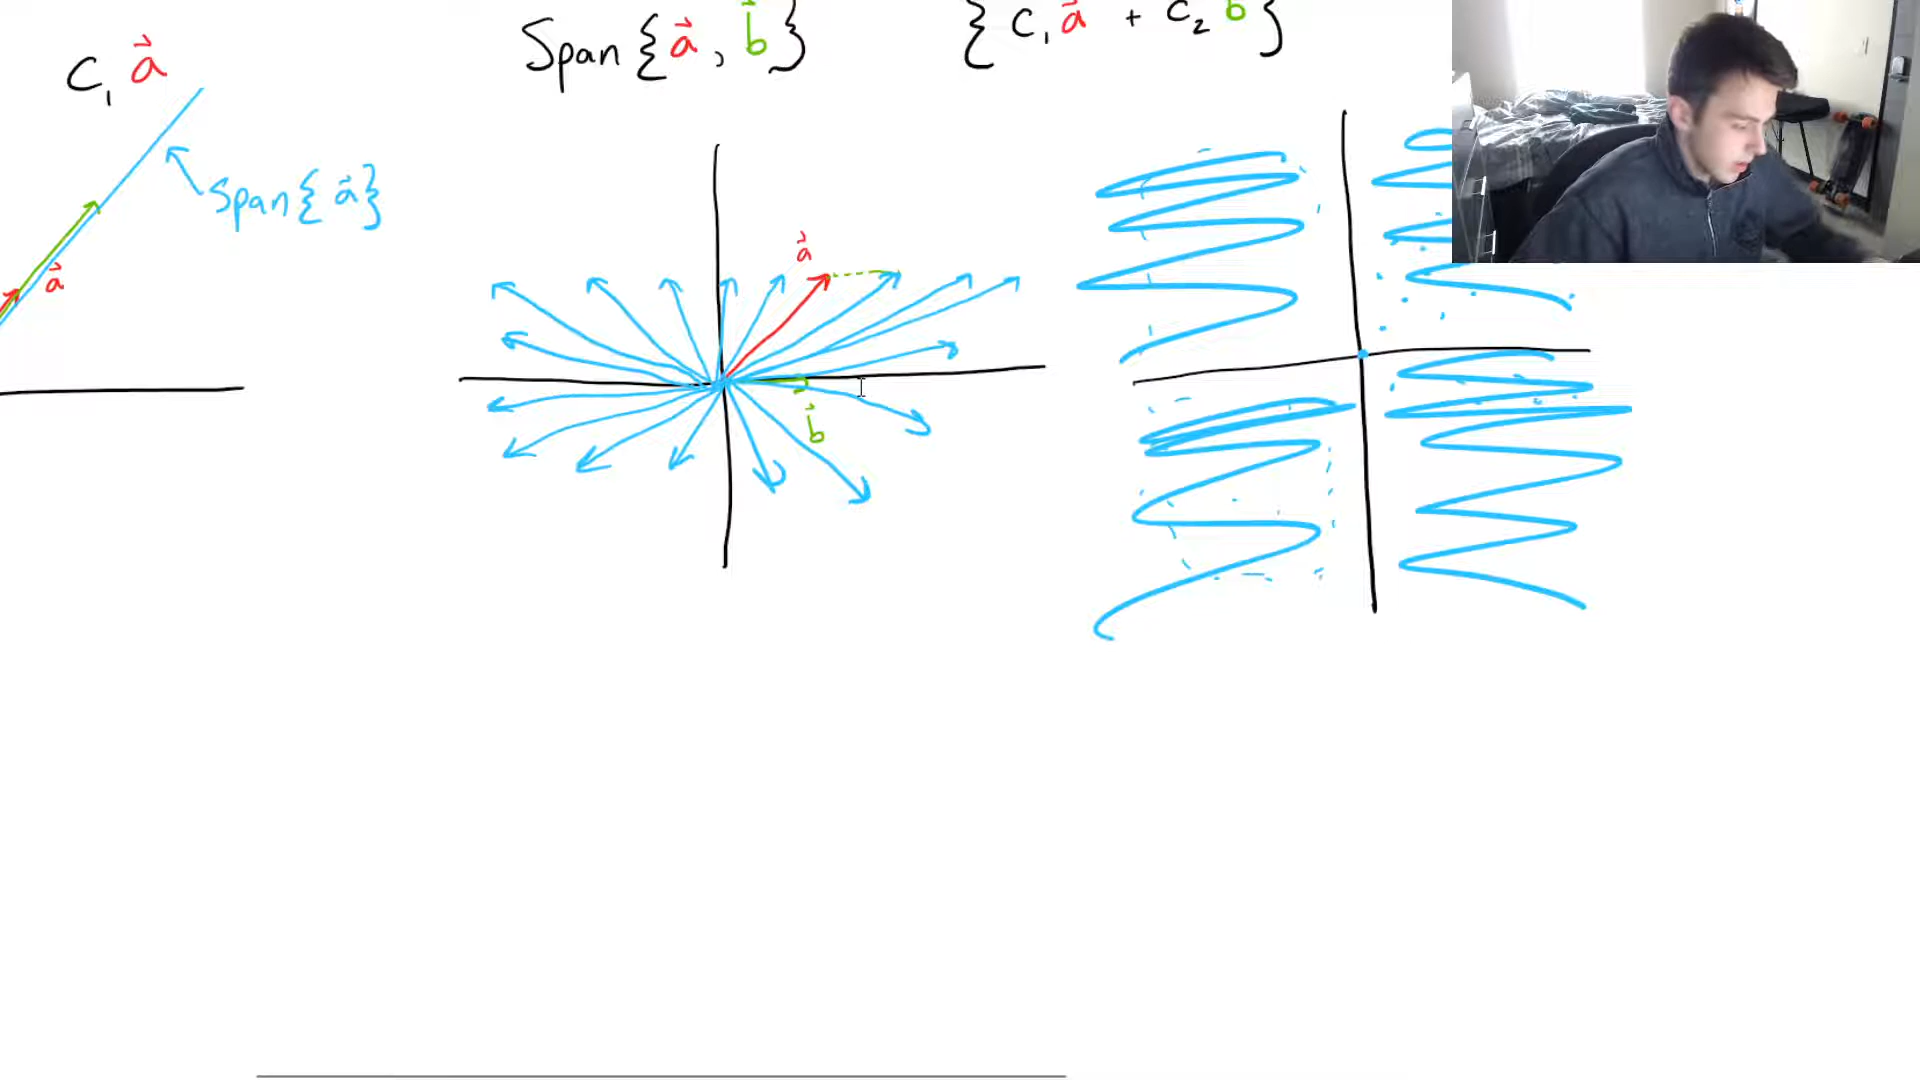 C₁ a⃗
Span { a⃗ , b⃗ }
{ C₁ a⃗ + C₂ b⃗ }
Span { a⃗ }
a⃗
a⃗
b⃗